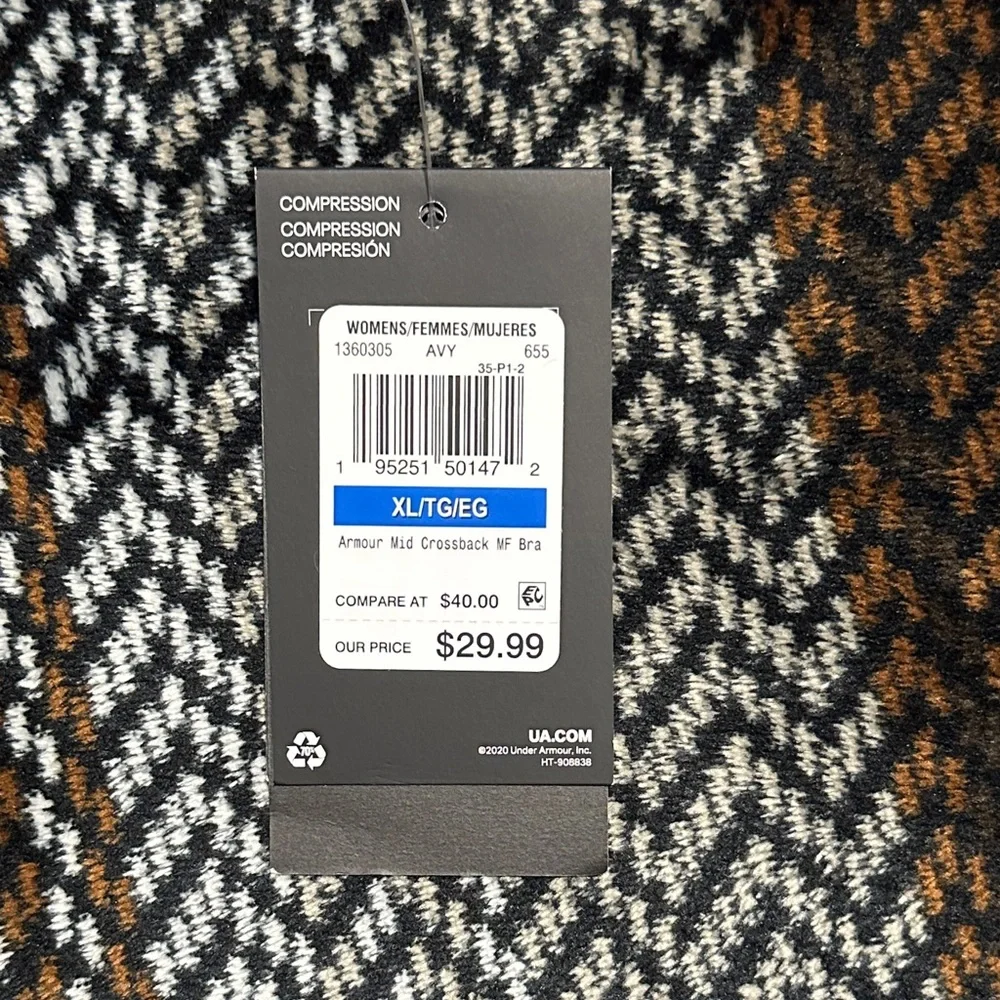 COMPRESSION
COMPRESSION
COMPRESIÓN
WOMENS/FEMMES/MUJERES
1360305 AVY 655
35-P1-2
1 95251 50147 2
XL/TG/EG
Armour Mid Crossback MF Bra
COMPARE AT $40.00
OUR PRICE $29.99
70%
UA.COM
©2020 Under Armour, Inc.
HT-908838